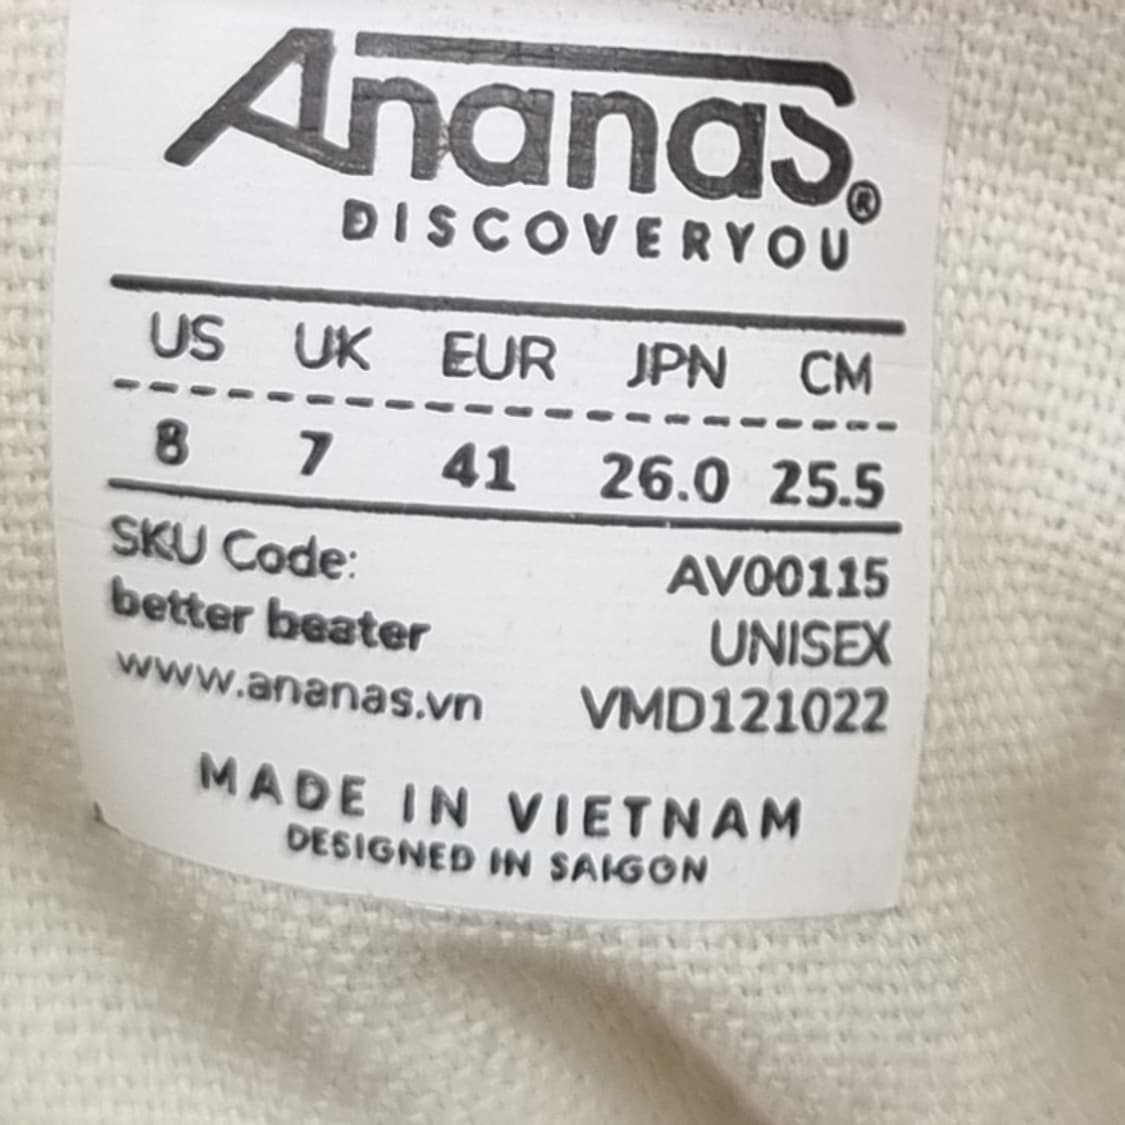 Ananas®
DISCOVERYOU
US UK EUR JPN CM
8 7 41 26.0 25.5
SKU Code: AV00115
better beater UNISEX
www.ananas.vn VMD121022
MADE IN VIETNAM
DESIGNED IN SAIGON